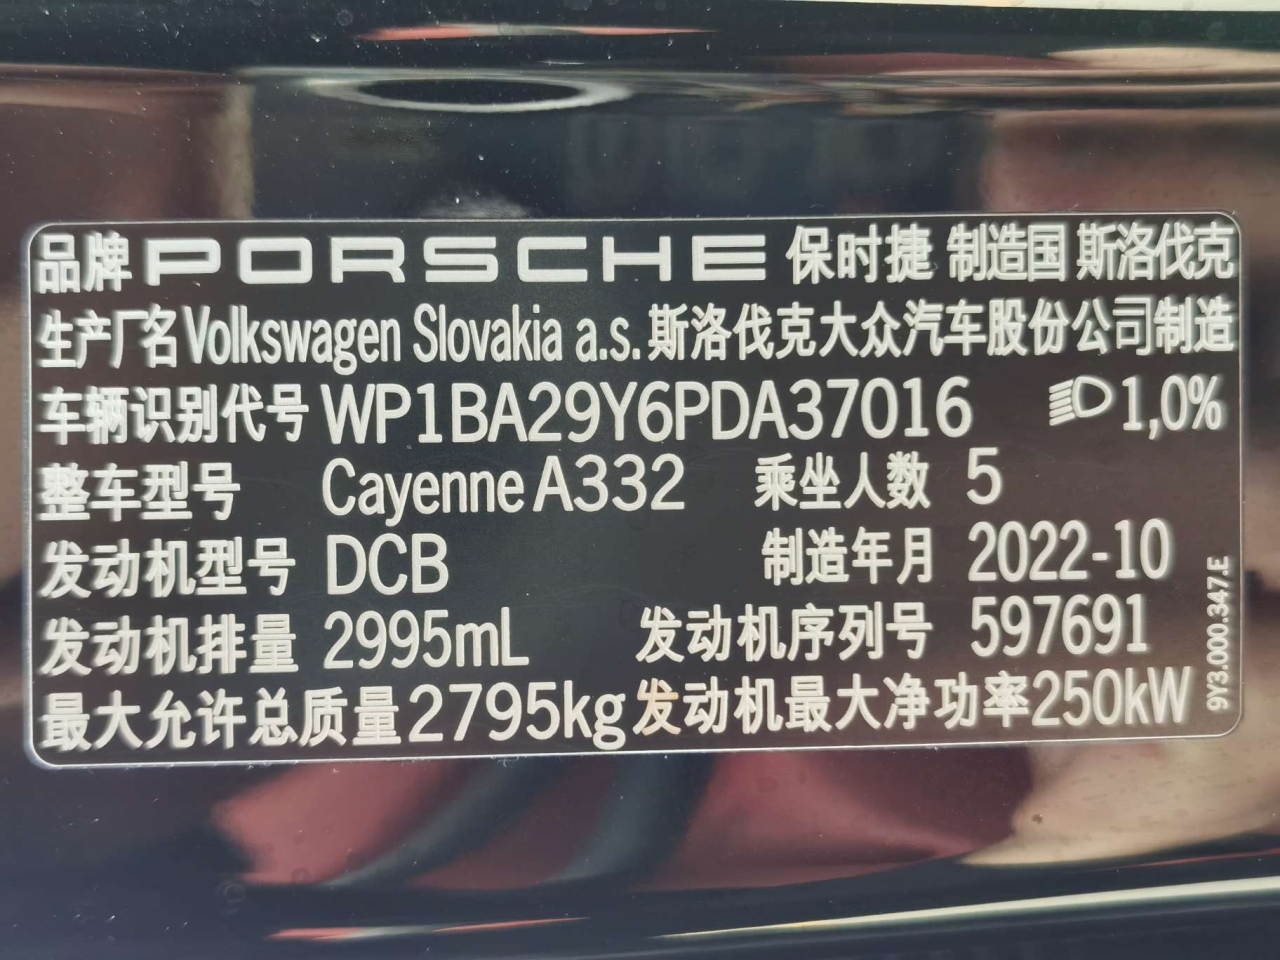 品牌 PORSCHE 保时捷 制造国 斯洛伐克
生产厂名 Volkswagen Slovakia a.s. 斯洛伐克大众汽车股份公司制造
车辆识别代号 WP1BA29Y6PDA37016 1,0%
整车型号 Cayenne A332 乘坐人数 5
发动机型号 DCB 制造年月 2022-10
发动机排量 2995mL 发动机序列号 597691
最大允许总质量 2795kg 发动机最大净功率 250kW
9Y3.000.347.E